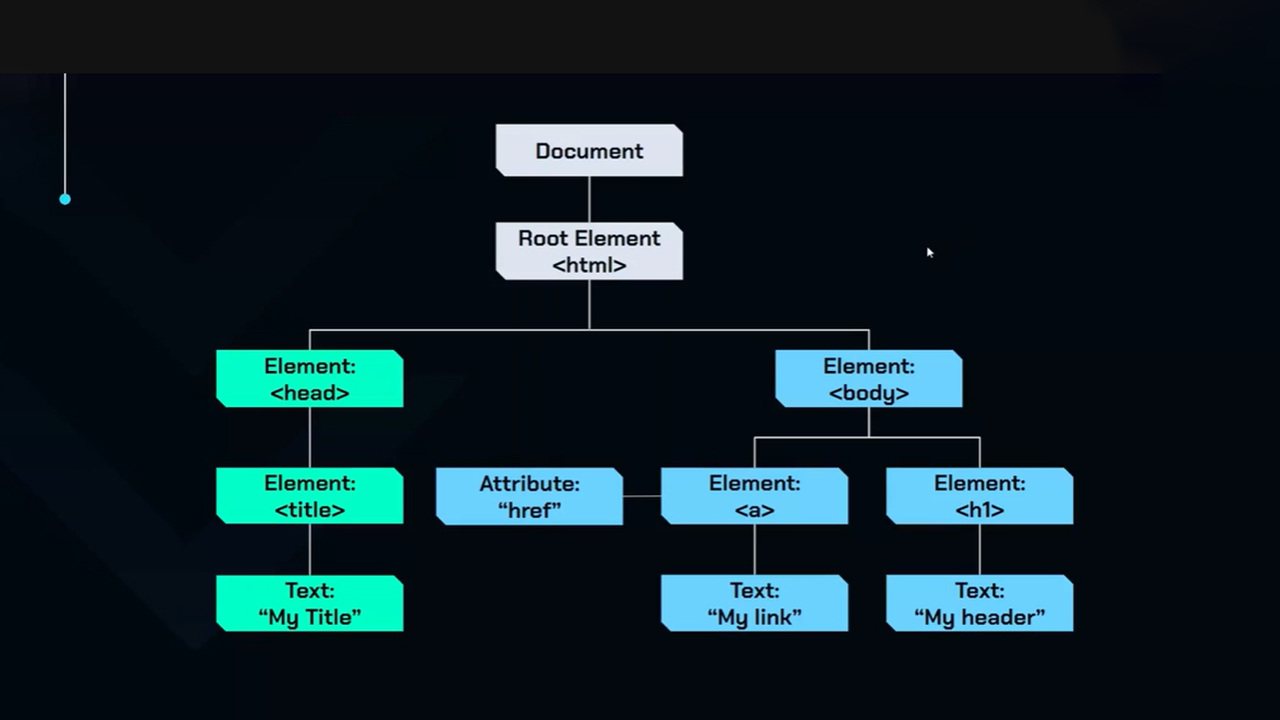 Document
Root Element
<html>
Element:
<head>
Element:
<body>
Element:
<title>
Attribute:
“href”
Element:
<a>
Element:
<h1>
Text:
“My Title”
Text:
“My link”
Text:
“My header”